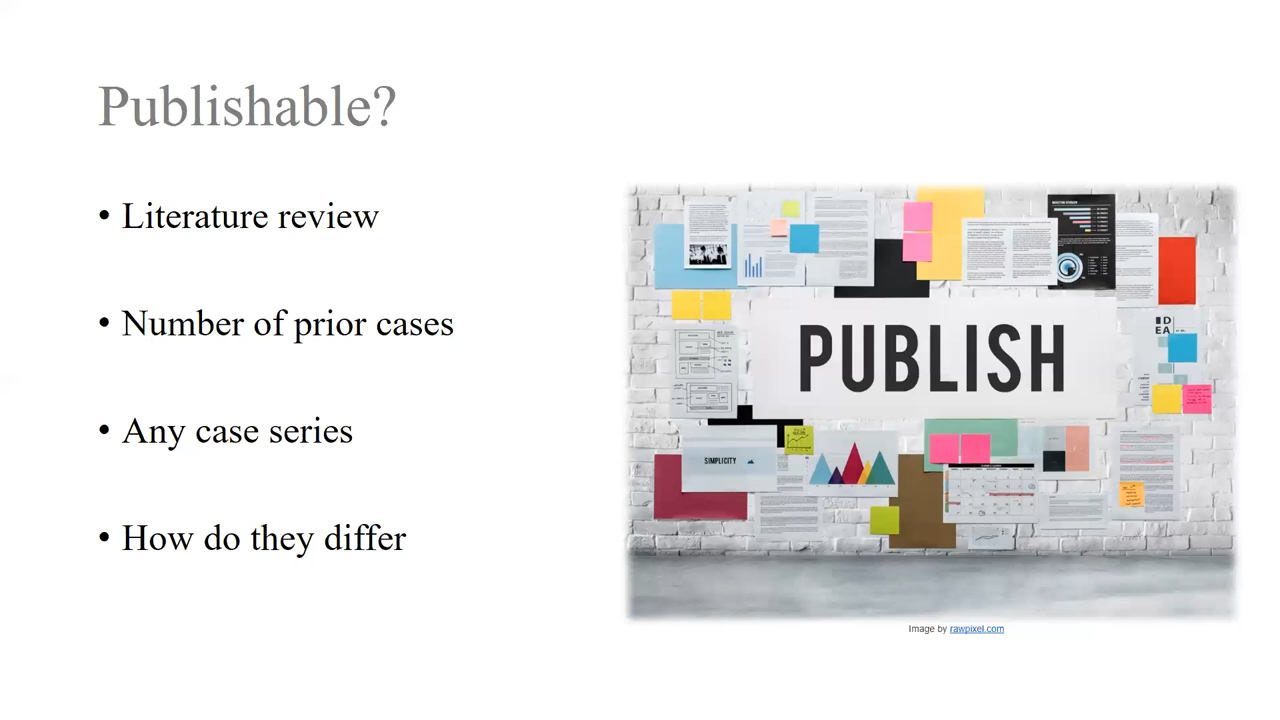 Publishable?
• Literature review
• Number of prior cases
• Any case series
• How do they differ
PUBLISH
SIMPLICITY
Image by rawpixel.com